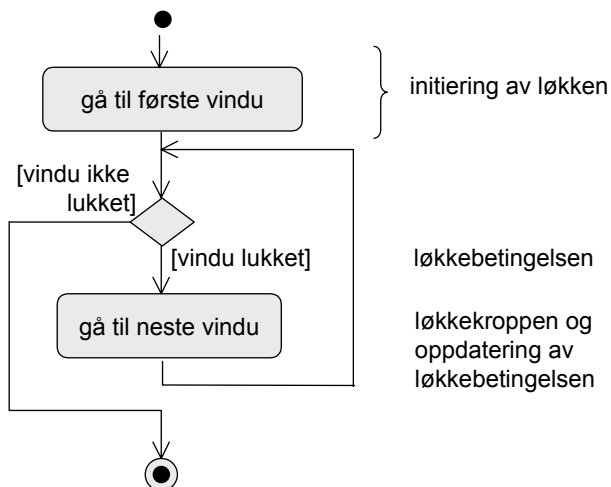 gå til første vindu
initiering av løkken
[vindu ikke
lukket]
[vindu lukket]
løkkebetingelsen
gå til neste vindu
løkkekroppen og
oppdatering av
løkkebetingelsen